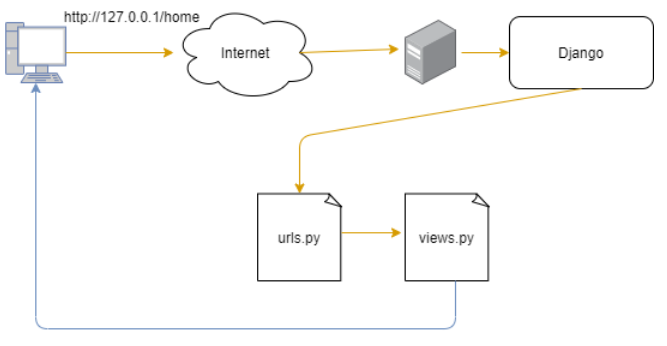 http://127.0.0.1/home
Internet
Django
urls.py
views.py